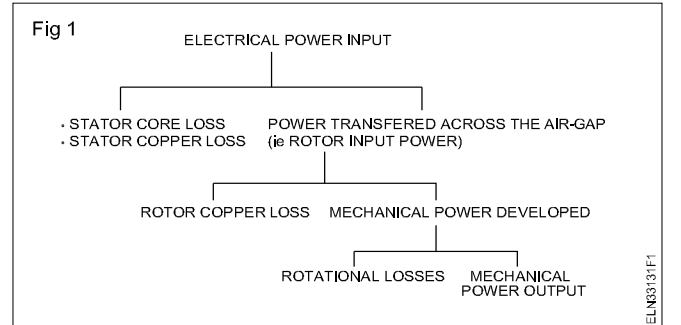 Fig 1
ELECTRICAL POWER INPUT
• STATOR CORE LOSS
• STATOR COPPER LOSS
POWER TRANSFERED ACROSS THE AIR-GAP
(ie ROTOR INPUT POWER)
ROTOR COPPER LOSS
MECHANICAL POWER DEVELOPED
ROTATIONAL LOSSES
MECHANICAL
POWER OUTPUT
ELN33131F1